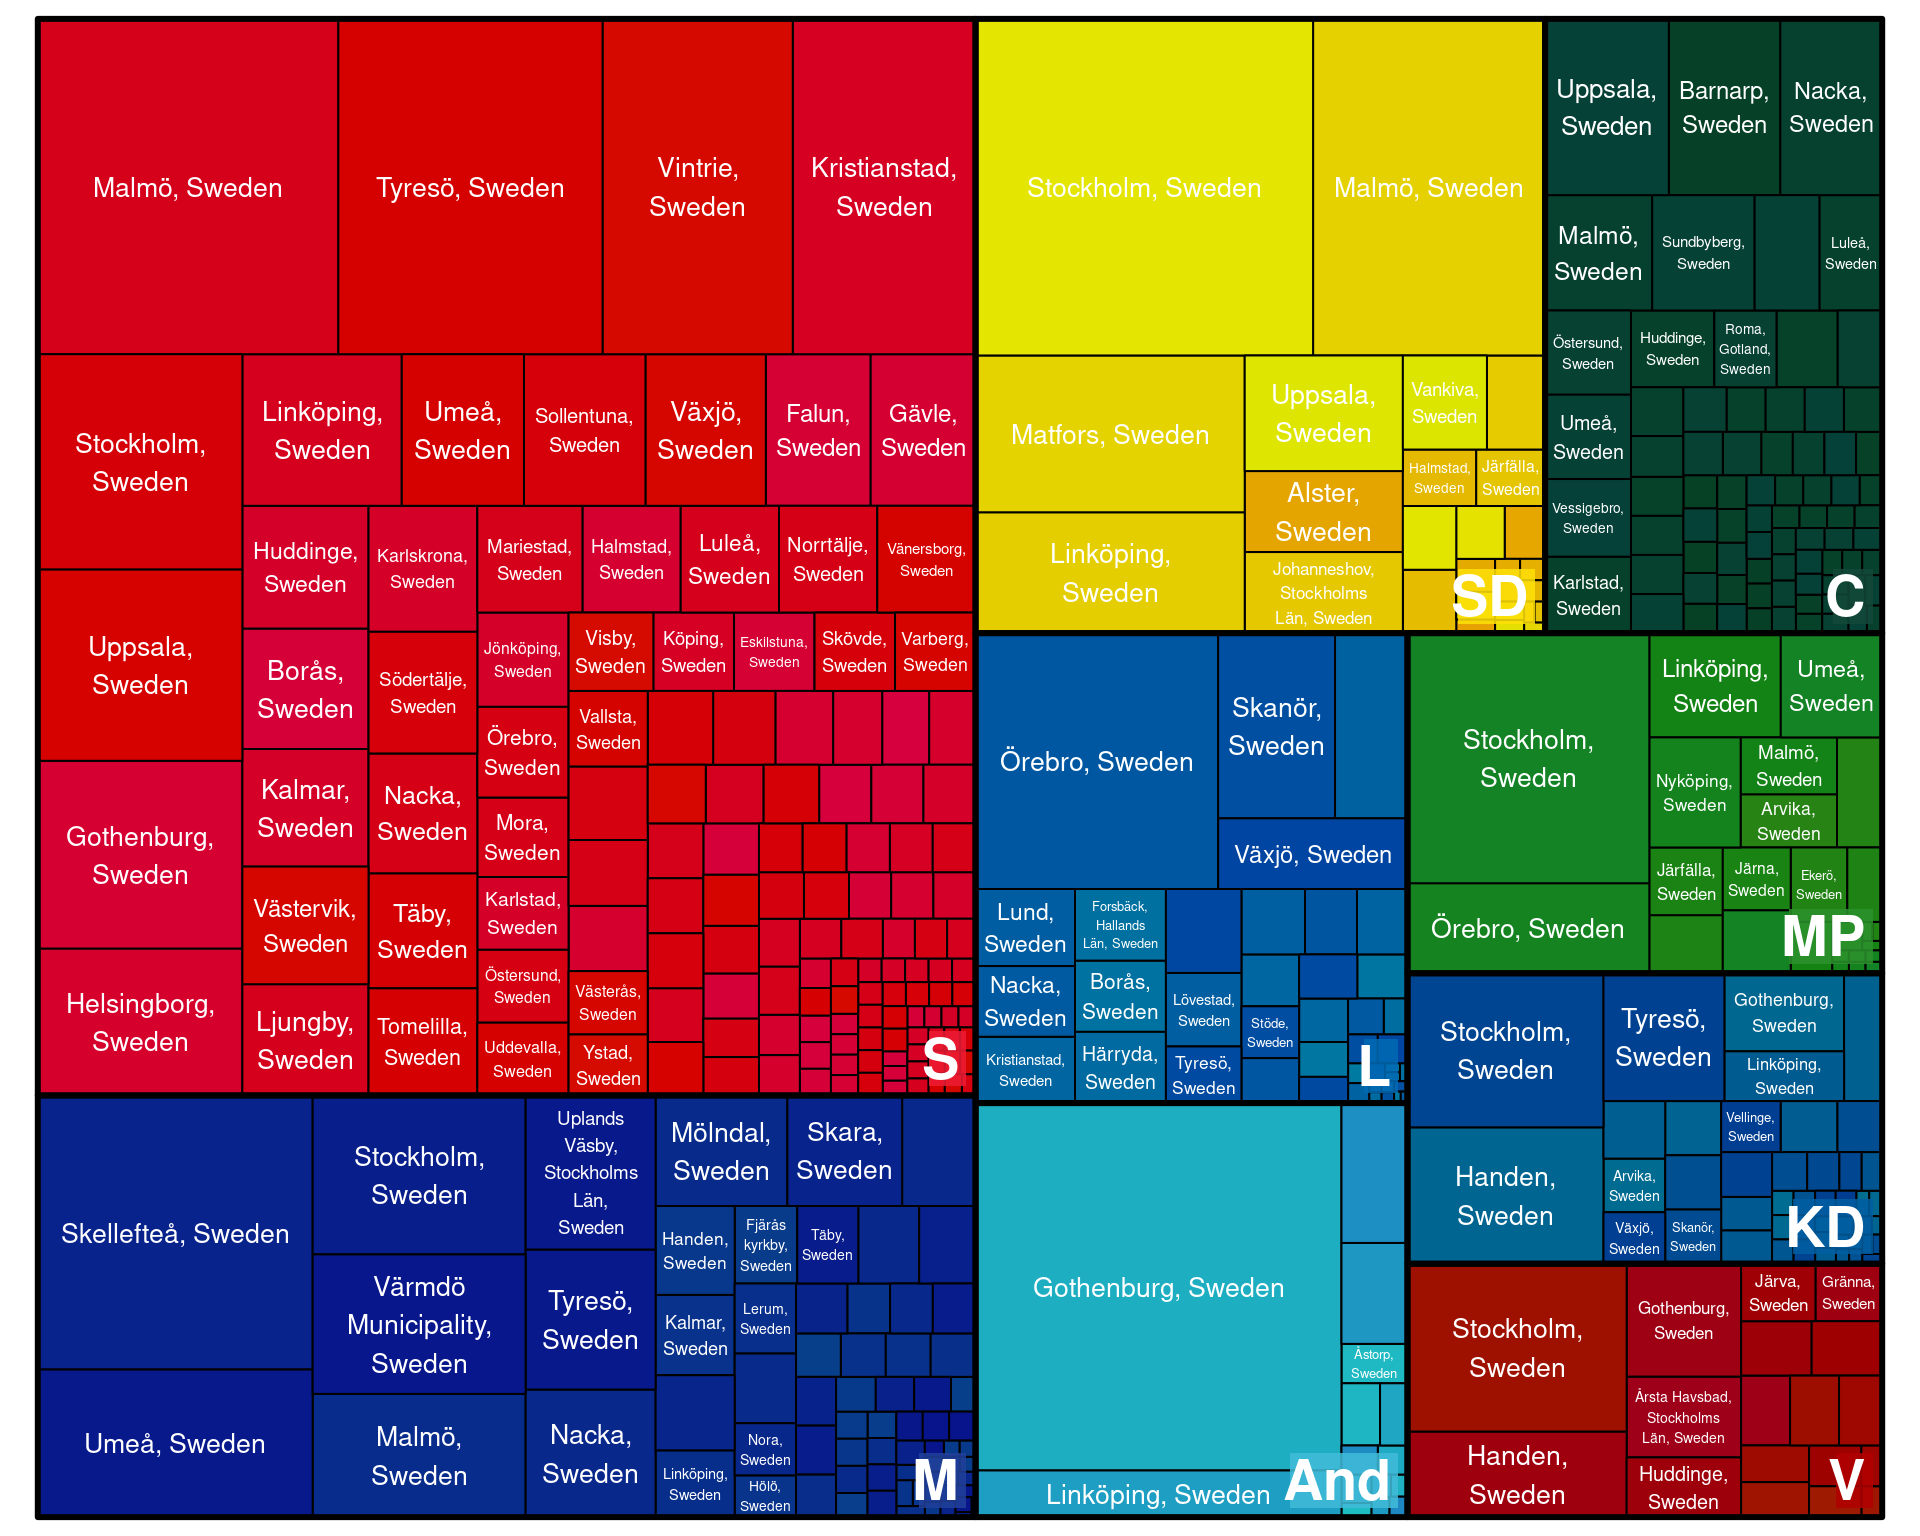 Malmö, Sweden
Tyresö, Sweden
Vintrie,
Sweden
Kristianstad,
Sweden
Stockholm,
Sweden
Uppsala,
Sweden
Gothenburg,
Sweden
Helsingborg,
Sweden
Linköping,
Sweden
Umeå,
Sweden
Sollentuna,
Sweden
Växjö,
Sweden
Falun,
Sweden
Gävle,
Sweden
Huddinge,
Sweden
Borås,
Sweden
Kalmar,
Sweden
Västervik,
Sweden
Ljungby,
Sweden
Karlskrona,
Sweden
Södertälje,
Sweden
Nacka,
Sweden
Täby,
Sweden
Tomelilla,
Sweden
Mariestad,
Sweden
Halmstad,
Sweden
Luleå,
Sweden
Norrtälje,
Sweden
Vänersborg,
Sweden
Jönköping,
Sweden
Örebro,
Sweden
Mora,
Sweden
Karlstad,
Sweden
Östersund,
Sweden
Uddevalla,
Sweden
Visby,
Sweden
Köping,
Sweden
Eskilstuna,
Sweden
Skövde,
Sweden
Varberg,
Sweden
Vallsta,
Sweden
Västerås,
Sweden
Ystad,
Sweden
S
Skellefteå, Sweden
Umeå, Sweden
Stockholm,
Sweden
Värmdö
Municipality,
Sweden
Malmö,
Sweden
Uplands
Väsby,
Stockholms
Län,
Sweden
Tyresö,
Sweden
Nacka,
Sweden
Mölndal,
Sweden
Skara,
Sweden
Handen,
Sweden
Kalmar,
Sweden
Linköping,
Sweden
Fjärås
kyrkby,
Sweden
Lerum,
Sweden
Nora,
Sweden
Hölö,
Sweden
Täby,
Sweden
M
Stockholm, Sweden
Malmö, Sweden
Matfors, Sweden
Linköping,
Sweden
Uppsala,
Sweden
Alster,
Sweden
Johanneshov,
Stockholms
Län, Sweden
Vankiva,
Sweden
Halmstad,
Sweden
Järfälla,
Sweden
SD
Uppsala,
Sweden
Barnarp,
Sweden
Nacka,
Sweden
Malmö,
Sweden
Sundbyberg,
Sweden
Luleå,
Sweden
Östersund,
Sweden
Umeå,
Sweden
Vessigebro,
Sweden
Karlstad,
Sweden
Huddinge,
Sweden
Roma,
Gotland,
Sweden
C
Örebro, Sweden
Skanör,
Sweden
Växjö, Sweden
Lund,
Sweden
Nacka,
Sweden
Kristianstad,
Sweden
Forsbäck,
Hallands
Län, Sweden
Borås,
Sweden
Härryda,
Sweden
Lövestad,
Sweden
Tyresö,
Sweden
Stöde,
Sweden
L
Gothenburg, Sweden
Linköping, Sweden
Åstorp,
Sweden
And
Stockholm,
Sweden
Örebro, Sweden
Linköping,
Sweden
Umeå,
Sweden
Nyköping,
Sweden
Malmö,
Sweden
Arvika,
Sweden
Järfälla,
Sweden
Järna,
Sweden
Ekerö,
Sweden
MP
Stockholm,
Sweden
Handen,
Sweden
Tyresö,
Sweden
Gothenburg,
Sweden
Linköping,
Sweden
Arvika,
Sweden
Växjö,
Sweden
Skanör,
Sweden
Vellinge,
Sweden
KD
Stockholm,
Sweden
Handen,
Sweden
Gothenburg,
Sweden
Årsta Havsbad,
Stockholms
Län, Sweden
Huddinge,
Sweden
Järva,
Sweden
Gränna,
Sweden
V